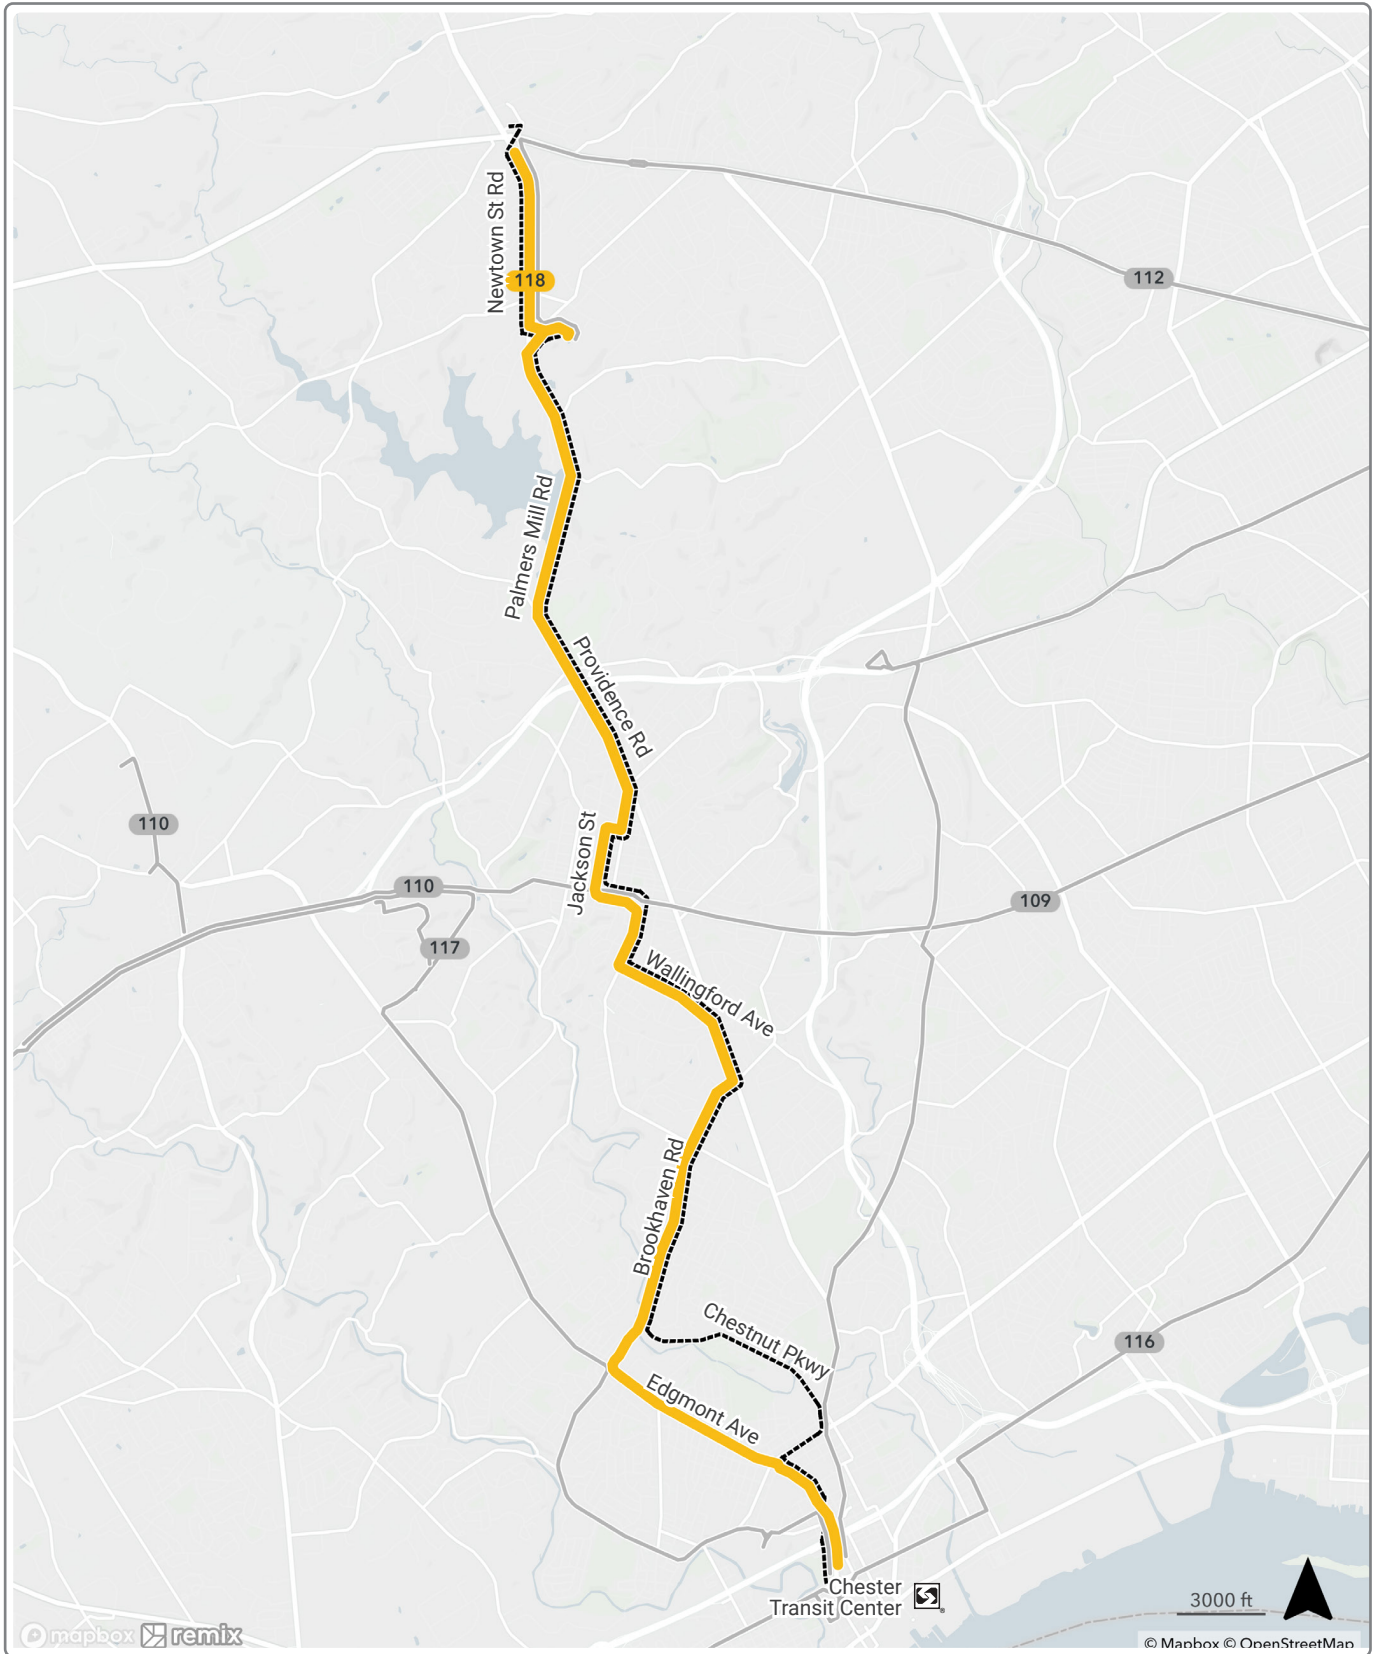 Newtown St Rd
118
112
Palmers Mill Rd
Providence Rd
110
Jackson St
110
109
117
Wallingford Ave
Brookhaven Rd
Chestnut Pkwy
116
Edgmont Ave
Chester
Transit Center
3000 ft
mapbox remix
© Mapbox © OpenStreetMap